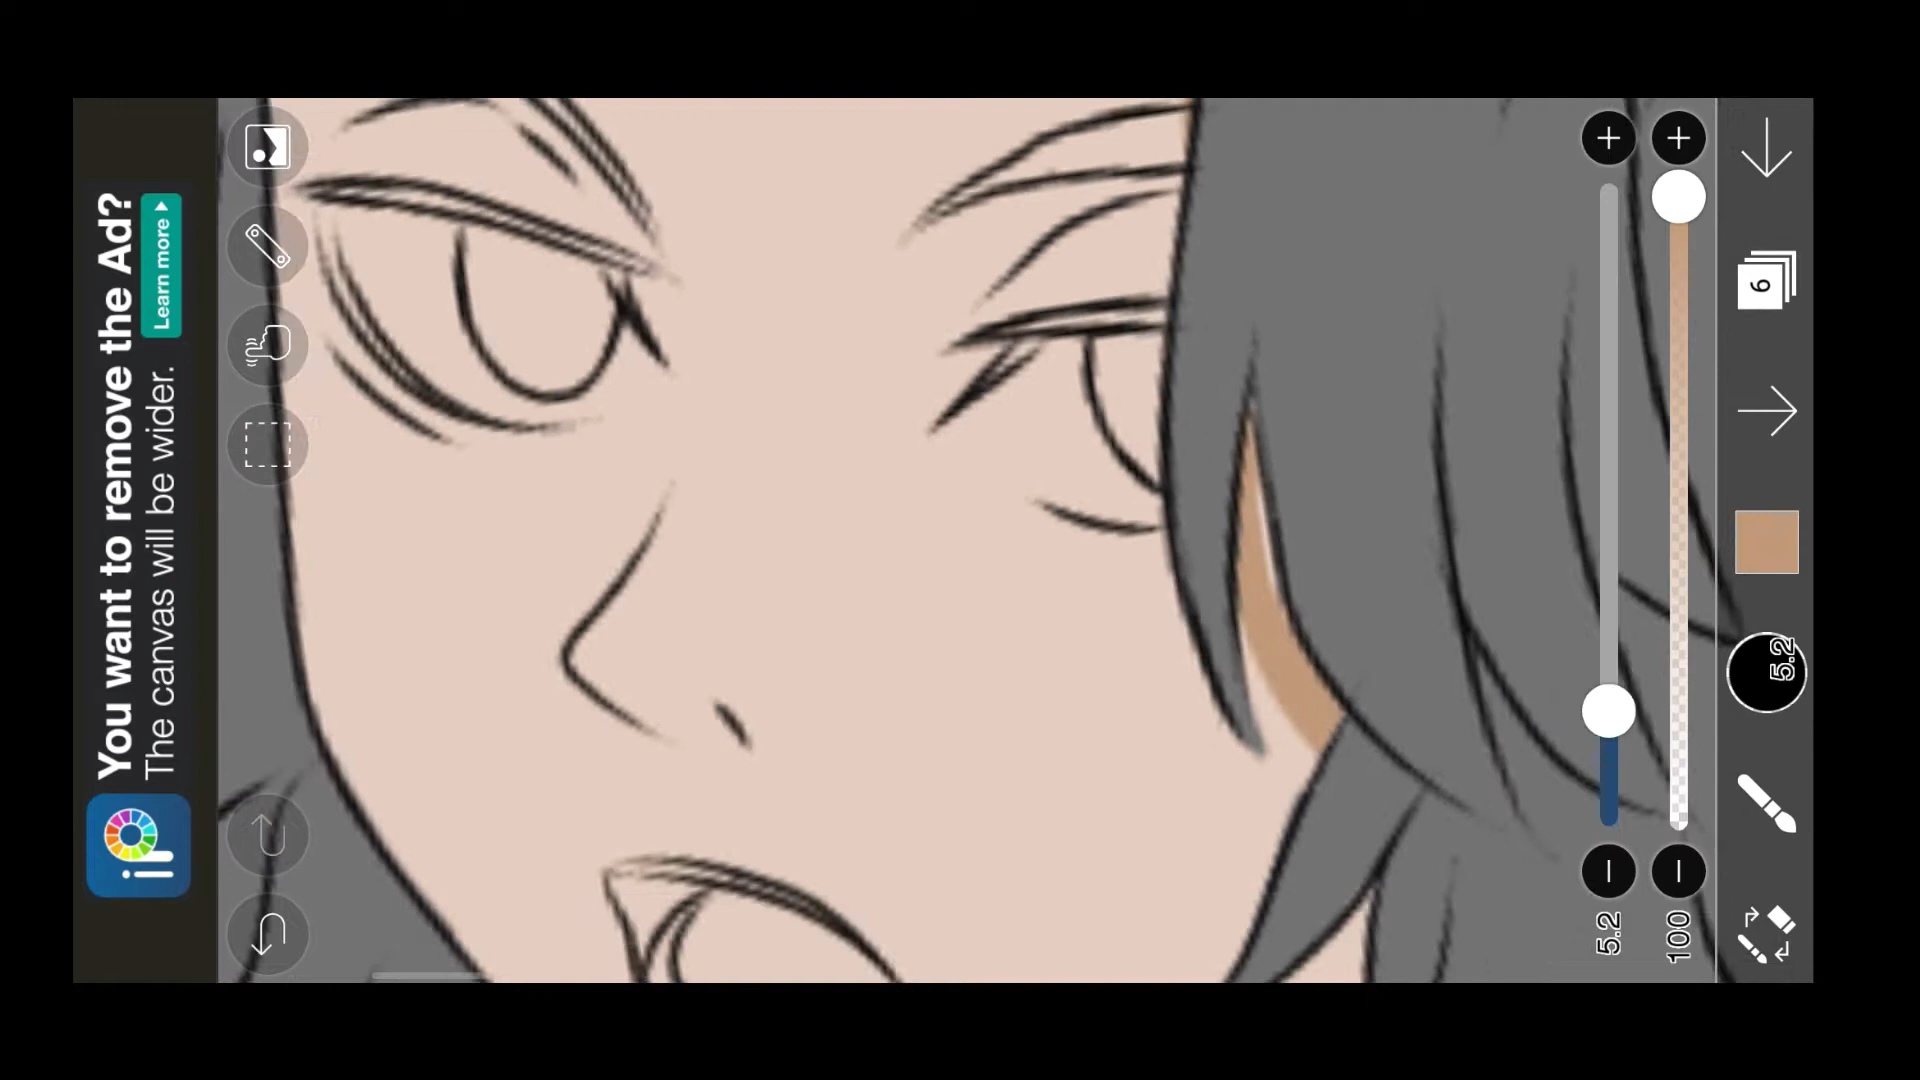 You want to remove the Ad?
The canvas will be wider.
Learn more
iP
6
5.2
5.2
100